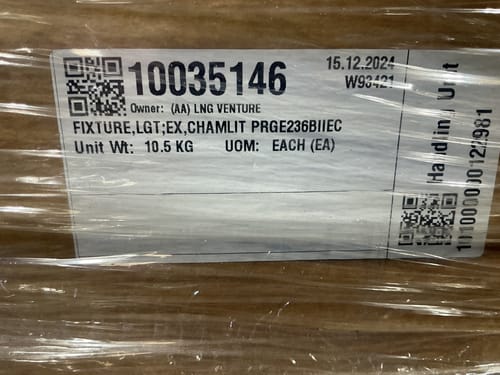 10035146
15.12.2024
W93421
Owner: (AA) LNG VENTURE
FIXTURE,LGT;EX,CHAMLIT PRGE236BIIEC
Unit Wt: 10.5 KG UOM: EACH (EA)
Handling Unit